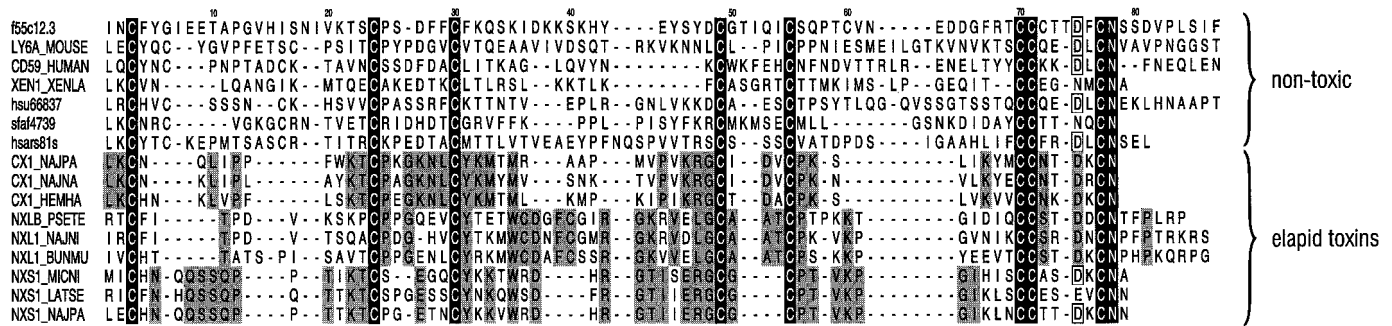 10 20 30 40 50 60 70 80
f55c12.3 INCFYGIEETAPGVHISNIVKTSCPS-DFFCFKQSKIDKKSKHY----EYSYDCGTIQICSQPTCVN----EDDGFRTCCCTTDFCNSSDVPLSIF
LY6A_MOUSE LECYQC-YGVPFETSC--PSITCPYPDGVCVTQEAAVIVDSQT--RKVKNNLCL--PICPPNIESMEILGTKVNVKTSCCQE-DLCNVAVPNGGST
CD59_HUMAN LQCYNC----PNPTADCK--TAVNCSSDFDACLITKAG--LQVYN------KCWKFEHCNFNDVTTRLR--ENELTYYCCKK-DLCN--FNEQLEN
XEN1_XENLA LKCVN-----LQANGIK--MTQECAKEDTKCLTLRSL--KKTLK-------FCASGRTCTTMKIMS-LP--GEQIT----CC-EGNMCNA
hsu66837 LRCHVC---SSSN-CK--HSVVCPASSRFCKTTNTV----EPLR--GNLVKKDCA--ESCTPSYTLQG-QVSSGTSSTQCCQE-DLCNEKLHNAAPT
sfaf4739 LKCNRC-----VGKGCRN-TVETCRIDHDTCGRVFFK----PPL--PISYFKRCMKMSECMLL----GSNKDIDAYCCTT-NQCN
hsars81s LKCYTC-KEPMTSASCR---TITRCKPEDTACMTTLVTVEAEYPFNQSPVVTRSCS--SSCVATDPDS----IGAAHLIFCCFR-DLCNSEL
non-toxic
CX1_NAJPA LKCN----QLIPP------FWKTCPKGKNLCYKMTMR----AAP---MVPVKRGCI--DVCPK-S--------LIKYMCCNT-DKCN
CX1_NAJNA LKCN----KLIPL------AYKTCPAGKNLCYKMYMV----SNK---TVPVKRGCI--DVCPK-N--------VLKYECCNT-DRCN
CX1_HEMHA LKCHN---KLVPF------LSKTCPEGKNLCYKMTML----KMP---KIPIKRGCT--DACPK-S--------LKVVCCNK-DKCN
NXLB_PSETE RTCFI------TPD---V--KSKPCPPGQEVCYTETWCDGFCGIR--GKRVELGCA--ATCPTPKKT------GIDIQCCST-DDCNTFPLRP
NXL1_NAJNI IRCFI------TPD---V--TSQACPDG-HVCYTKMWCDNFCGMR--GKRVDLGCA--ATCPK-VKP------GVNIKCCSR-DNCNPFPTRKRS
NXL1_BUNMU IVCHT------TATS-PI--SAVTCPPGENLCYRKMWCDAFCSSR--GKVVELGCA--ATCPS-KKP------YEEVTCCST-DKCNPHPKQRPG
NXS1_MICNI MICHN-QQSSQP----P---TIKTCS--EGQCYKKTWRD----HR--GTISERGC----CPT-VKP------GIHISCCAS-DKCNA
NXS1_LATSE RICFN-HQSSQP----Q---TTKTCSPGESSCYNKQWSD----FR--GTIIERGC----CPT-VKP------GIKLSCCES-EVCNN
NXS1_NAJPA LECHN-QQSSQP----P---TTKTCPG-ETNCYKKVWRD----HR--GTIIERGC----CPT-VKP------GIKLNCCTT-DKCNN
elapid toxins